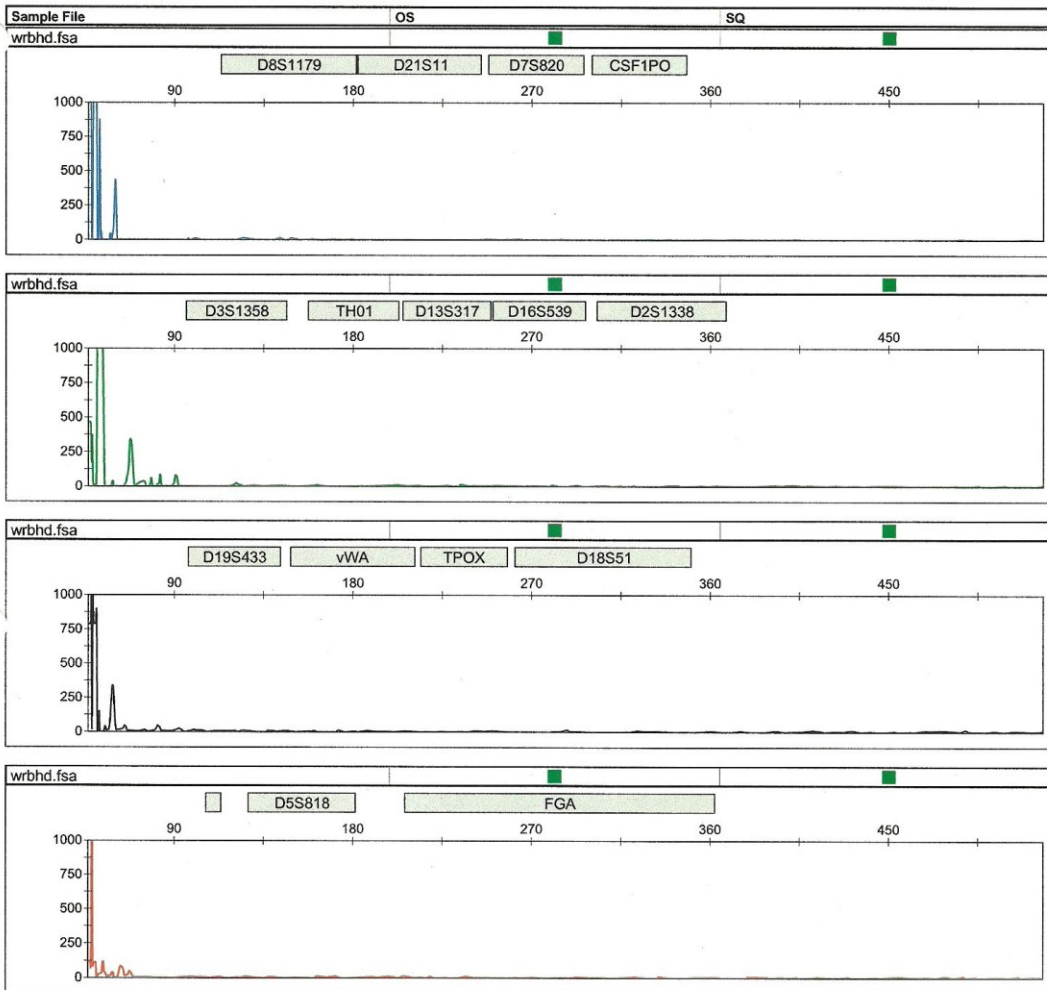 Sample File OS SQ
wrbhd.fsa
D8S1179 D21S11 D7S820 CSF1PO
90 180 270 360 450
1000
750
500
250
0
wrbhd.fsa
D3S1358 TH01 D13S317 D16S539 D2S1338
90 180 270 360 450
1000
750
500
250
0
wrbhd.fsa
D19S433 vWA TPOX D18S51
90 180 270 360 450
1000
750
500
250
0
wrbhd.fsa
D5S818 FGA
90 180 270 360 450
1000
750
500
250
0